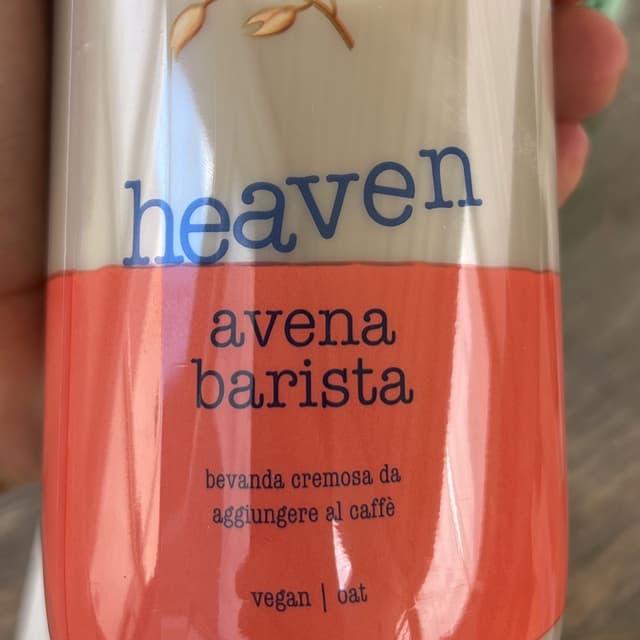 heaven
avena
barista
bevanda cremosa da
aggiungere al caffè
vegan | oat